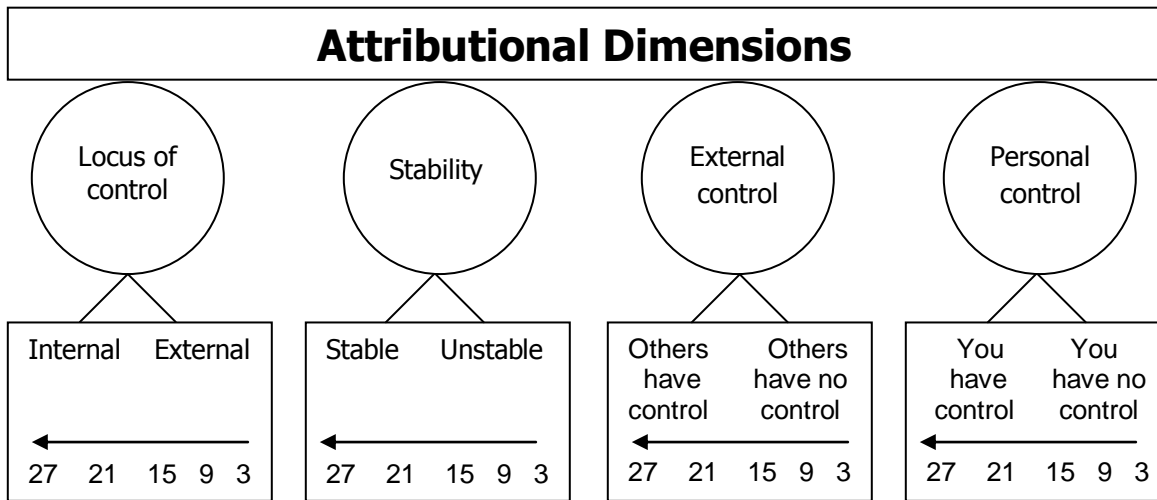 Attributional Dimensions
Locus of
control
Stability
External
control
Personal
control
Internal External
27 21 15 9 3
Stable Unstable
27 21 15 9 3
Others
have
control
Others
have no
control
27 21 15 9 3
You
have
control
You
have no
control
27 21 15 9 3